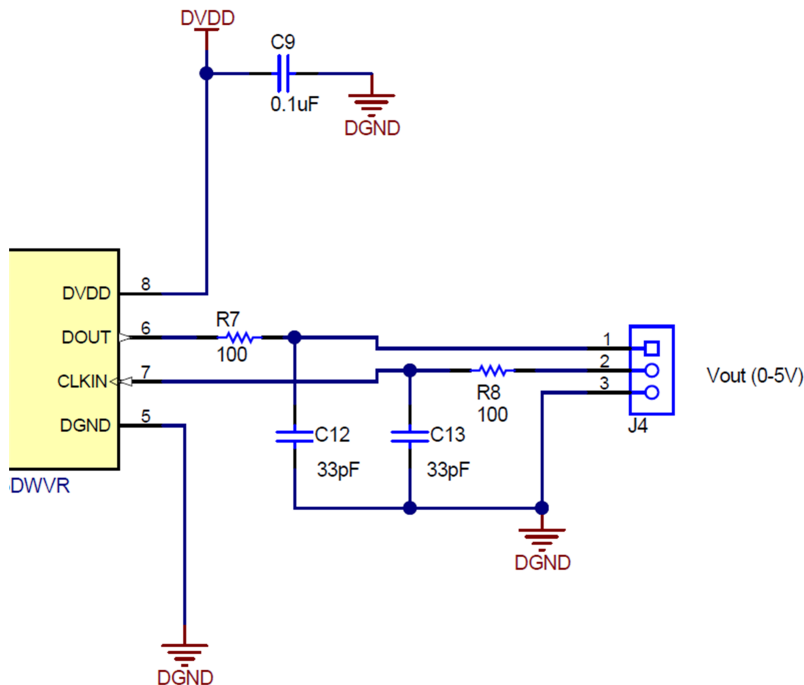 DVDD
C9
0.1uF
DGND
DVDD
8
DOUT
6
R7
100
1
CLKIN
7
2
R8
100
3
Vout (0-5V)
DGND
5
J4
C12
33pF
C13
33pF
DWVR
DGND
DGND